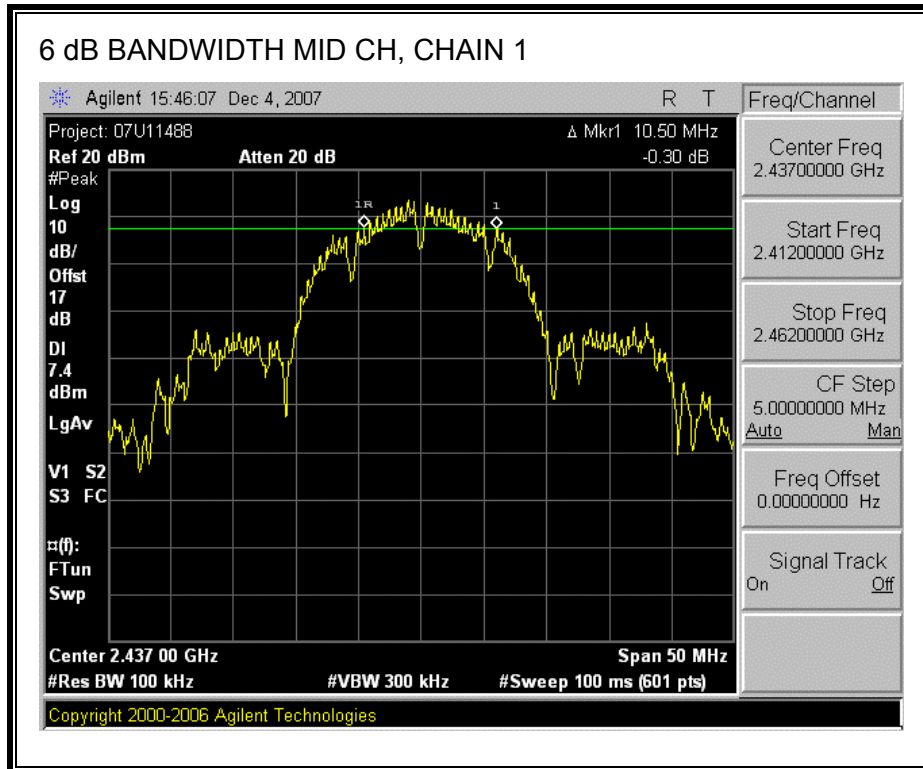 6 dB BANDWIDTH MID CH, CHAIN 1
Agilent 15:46:07 Dec 4, 2007 R T
Project: 07U11488 Δ Mkr1 10.50 MHz
Ref 20 dBm Atten 20 dB -0.30 dB
#Peak
Log
10
dB/
Offst
17
dB
DI
7.4
dBm
LgAv
V1 S2
S3 FC
¤(f):
FTun
Swp
1R 1
Center 2.437 00 GHz Span 50 MHz
#Res BW 100 kHz #VBW 300 kHz #Sweep 100 ms (601 pts)
Copyright 2000-2006 Agilent Technologies
Freq/Channel
Center Freq
2.43700000 GHz
Start Freq
2.41200000 GHz
Stop Freq
2.46200000 GHz
CF Step
5.00000000 MHz
Auto Man
Freq Offset
0.00000000 Hz
Signal Track
On Off